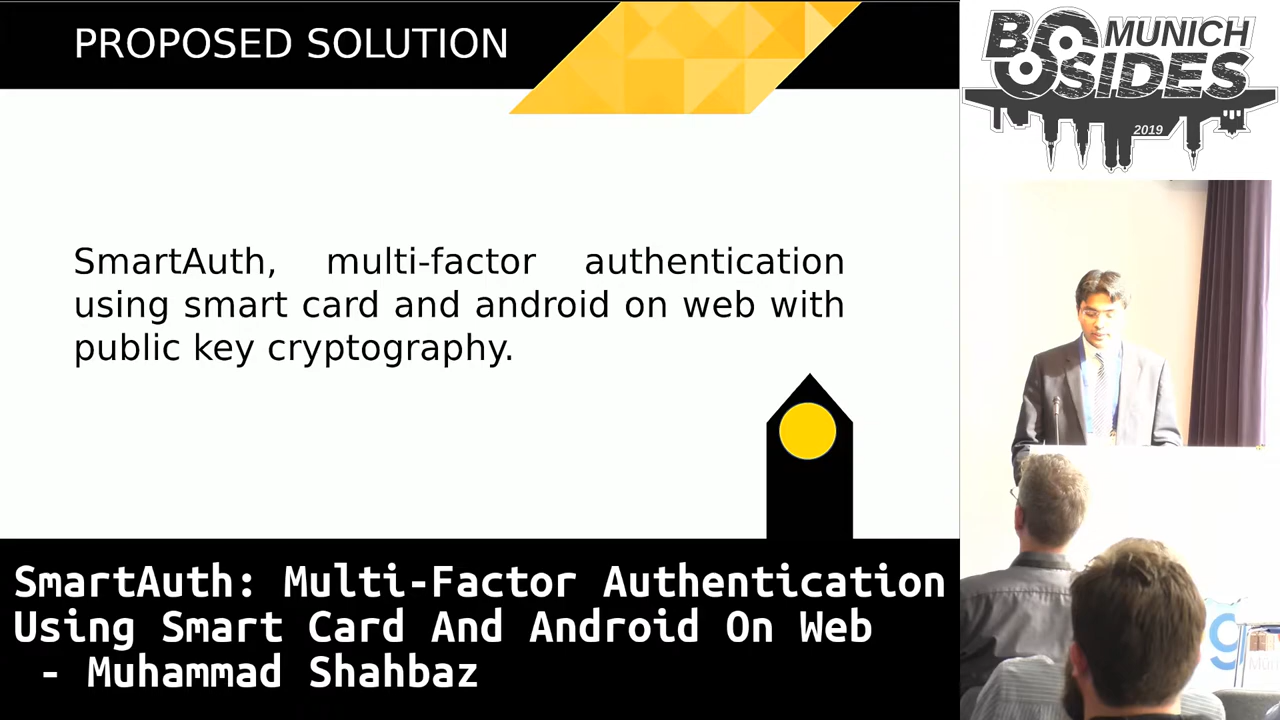 PROPOSED SOLUTION
SmartAuth, multi-factor authentication
using smart card and android on web with
public key cryptography.
SmartAuth: Multi-Factor Authentication
Using Smart Card And Android On Web
- Muhammad Shahbaz
BSIDES
MUNICH
2019